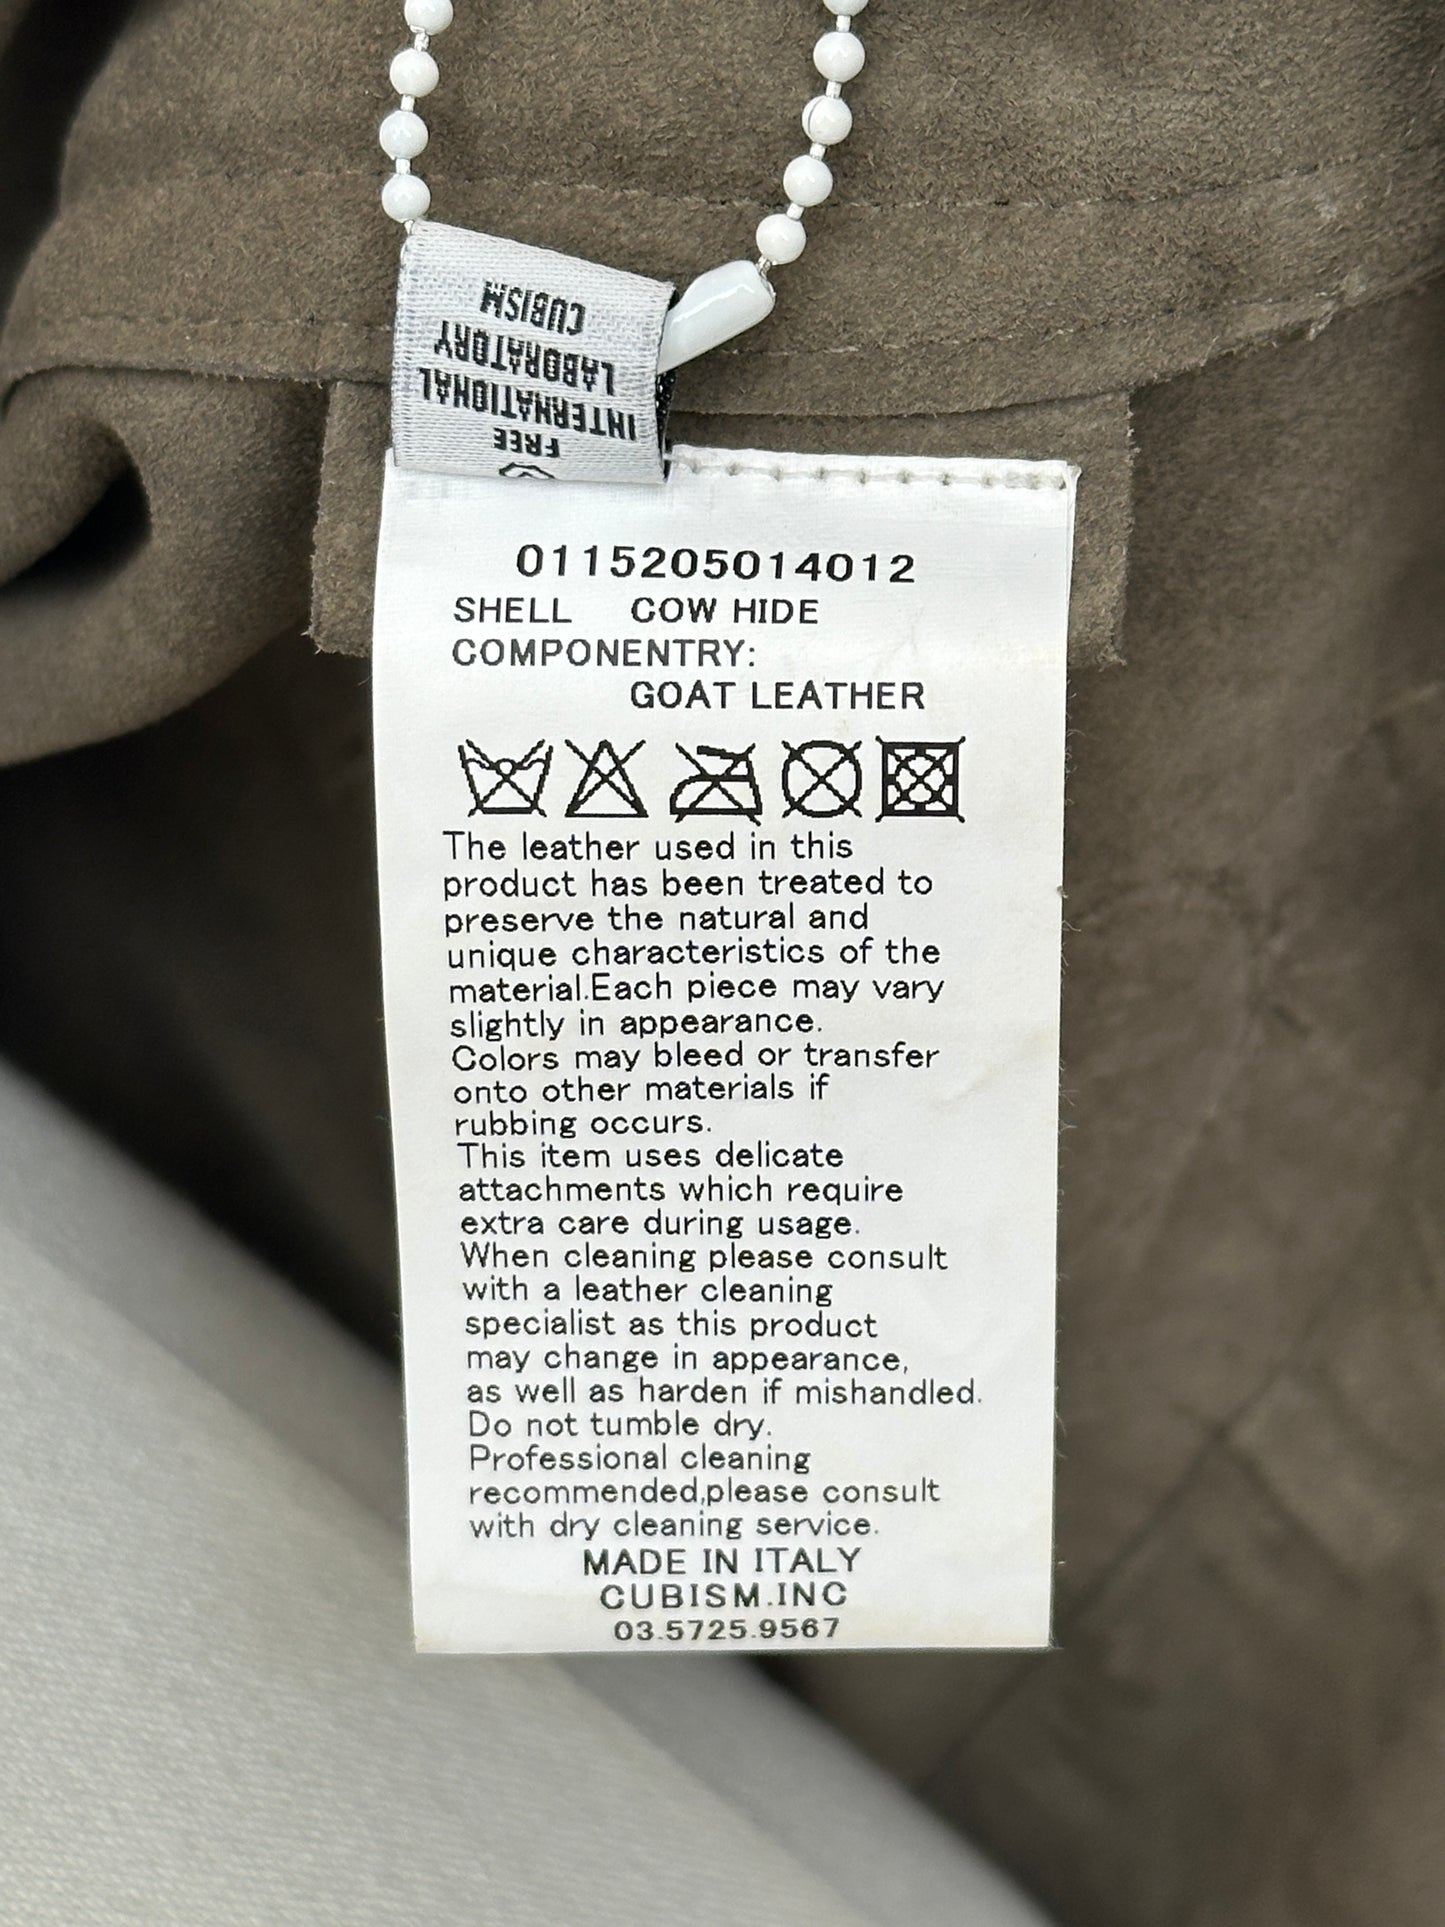 CUBISM
LABORATORY
INTERNATIONAL
FREE
0115205014012
SHELL COW HIDE
COMPONENTRY:
GOAT LEATHER
The leather used in this
product has been treated to
preserve the natural and
unique characteristics of the
material.Each piece may vary
slightly in appearance.
Colors may bleed or transfer
onto other materials if
rubbing occurs.
This item uses delicate
attachments which require
extra care during usage.
When cleaning please consult
with a leather cleaning
specialist as this product
may change in appearance,
as well as harden if mishandled.
Do not tumble dry.
Professional cleaning
recommended,please consult
with dry cleaning service.
MADE IN ITALY
CUBISM.INC
03.5725.9567